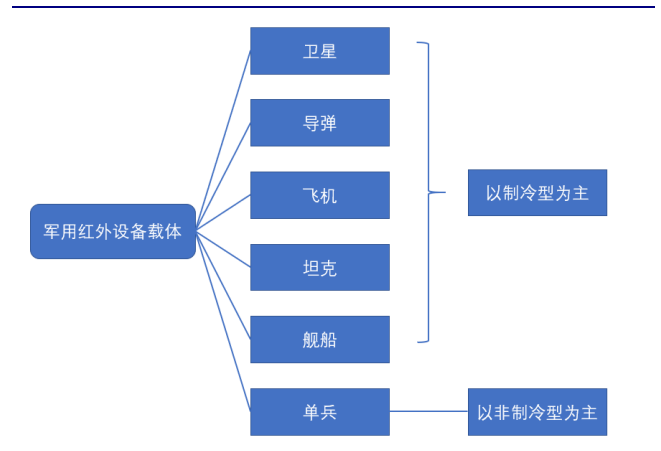 卫星
导弹
飞机
以制冷型为主
军用红外设备载体
坦克
舰船
单兵
以非制冷型为主